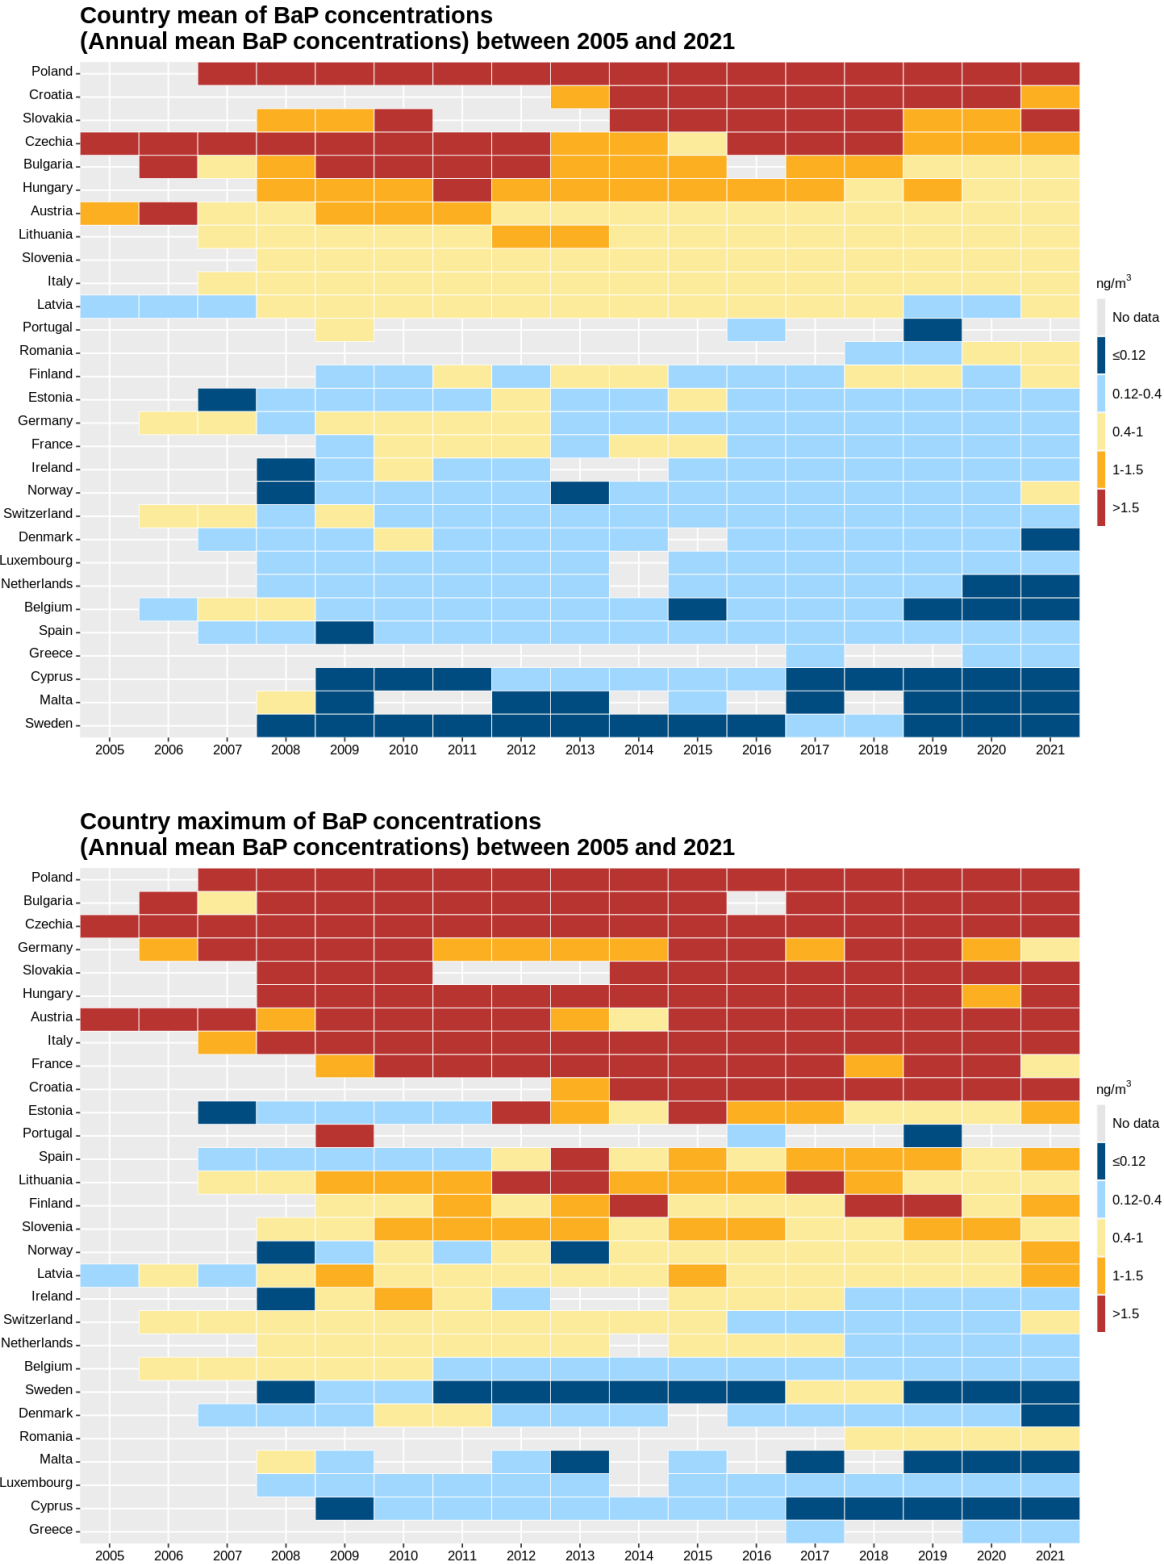 Country mean of BaP concentrations
(Annual mean BaP concentrations) between 2005 and 2021
Poland
Croatia
Slovakia
Czechia
Bulgaria
Hungary
Austria
Lithuania
Slovenia
Italy
Latvia
Portugal
Romania
Finland
Estonia
Germany
France
Ireland
Norway
Switzerland
Denmark
Luxembourg
Netherlands
Belgium
Spain
Greece
Cyprus
Malta
Sweden
2005 2006 2007 2008 2009 2010 2011 2012 2013 2014 2015 2016 2017 2018 2019 2020 2021
ng/m³
No data
≤0.12
0.12-0.4
0.4-1
1-1.5
>1.5
Country maximum of BaP concentrations
(Annual mean BaP concentrations) between 2005 and 2021
Poland
Bulgaria
Czechia
Germany
Slovakia
Hungary
Austria
Italy
France
Croatia
Estonia
Portugal
Spain
Lithuania
Finland
Slovenia
Norway
Latvia
Ireland
Switzerland
Netherlands
Belgium
Sweden
Denmark
Romania
Malta
Luxembourg
Cyprus
Greece
2005 2006 2007 2008 2009 2010 2011 2012 2013 2014 2015 2016 2017 2018 2019 2020 2021
ng/m³
No data
≤0.12
0.12-0.4
0.4-1
1-1.5
>1.5